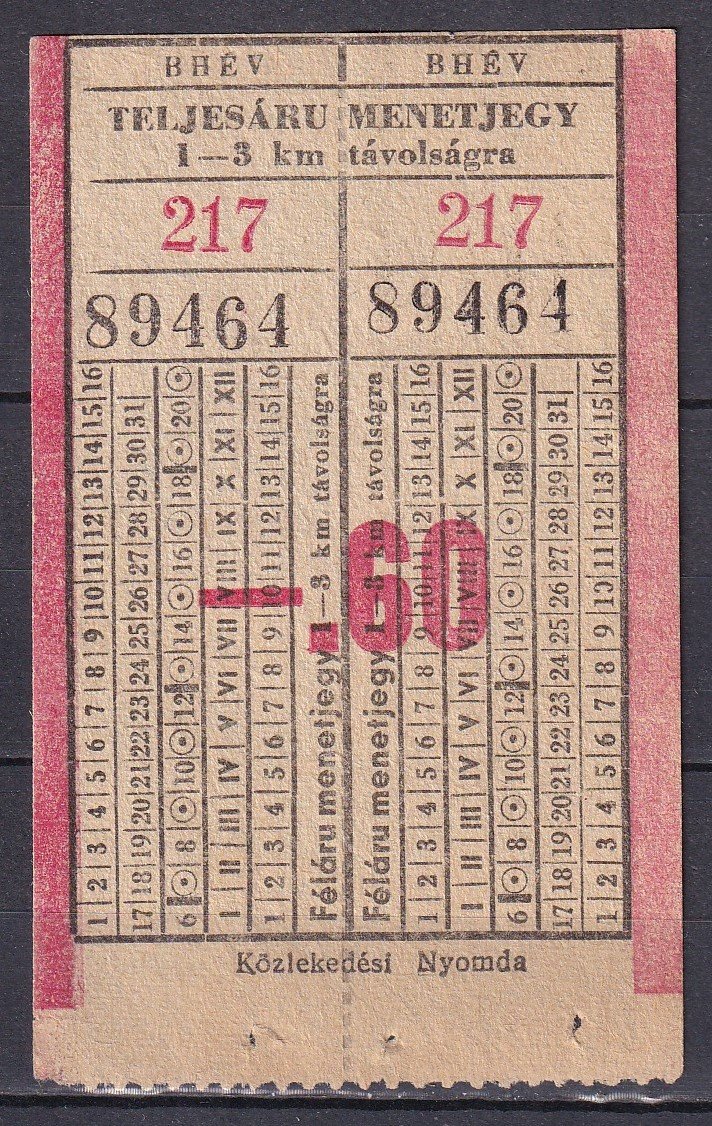 BHÉV BHÉV
TELJESÁRU MENETJEGY
1—3 km távolságra
217 217
89464 89464
1 2 3 4 5 6 7 8 9 10 11 12 13 14 15 16
17 18 19 20 21 22 23 24 25 26 27 28 29 30 31
6 8 10 12 14 16 18 20
I II III IV V VI VII VIII IX X XI XII
1 2 3 4 5 6 7 8 9 10 11 12 13 14 15 16
Féláru menetjegy 1—3 km távolságra
—.60
Féláru menetjegy 1—3 km távolságra
1 2 3 4 5 6 7 8 9 10 11 12 13 14 15 16
I II III IV V VI VII VIII IX X XI XII
6 8 10 12 14 16 18 20
17 18 19 20 21 22 23 24 25 26 27 28 29 30 31
1 2 3 4 5 6 7 8 9 10 11 12 13 14 15 16
Közlekedési Nyomda